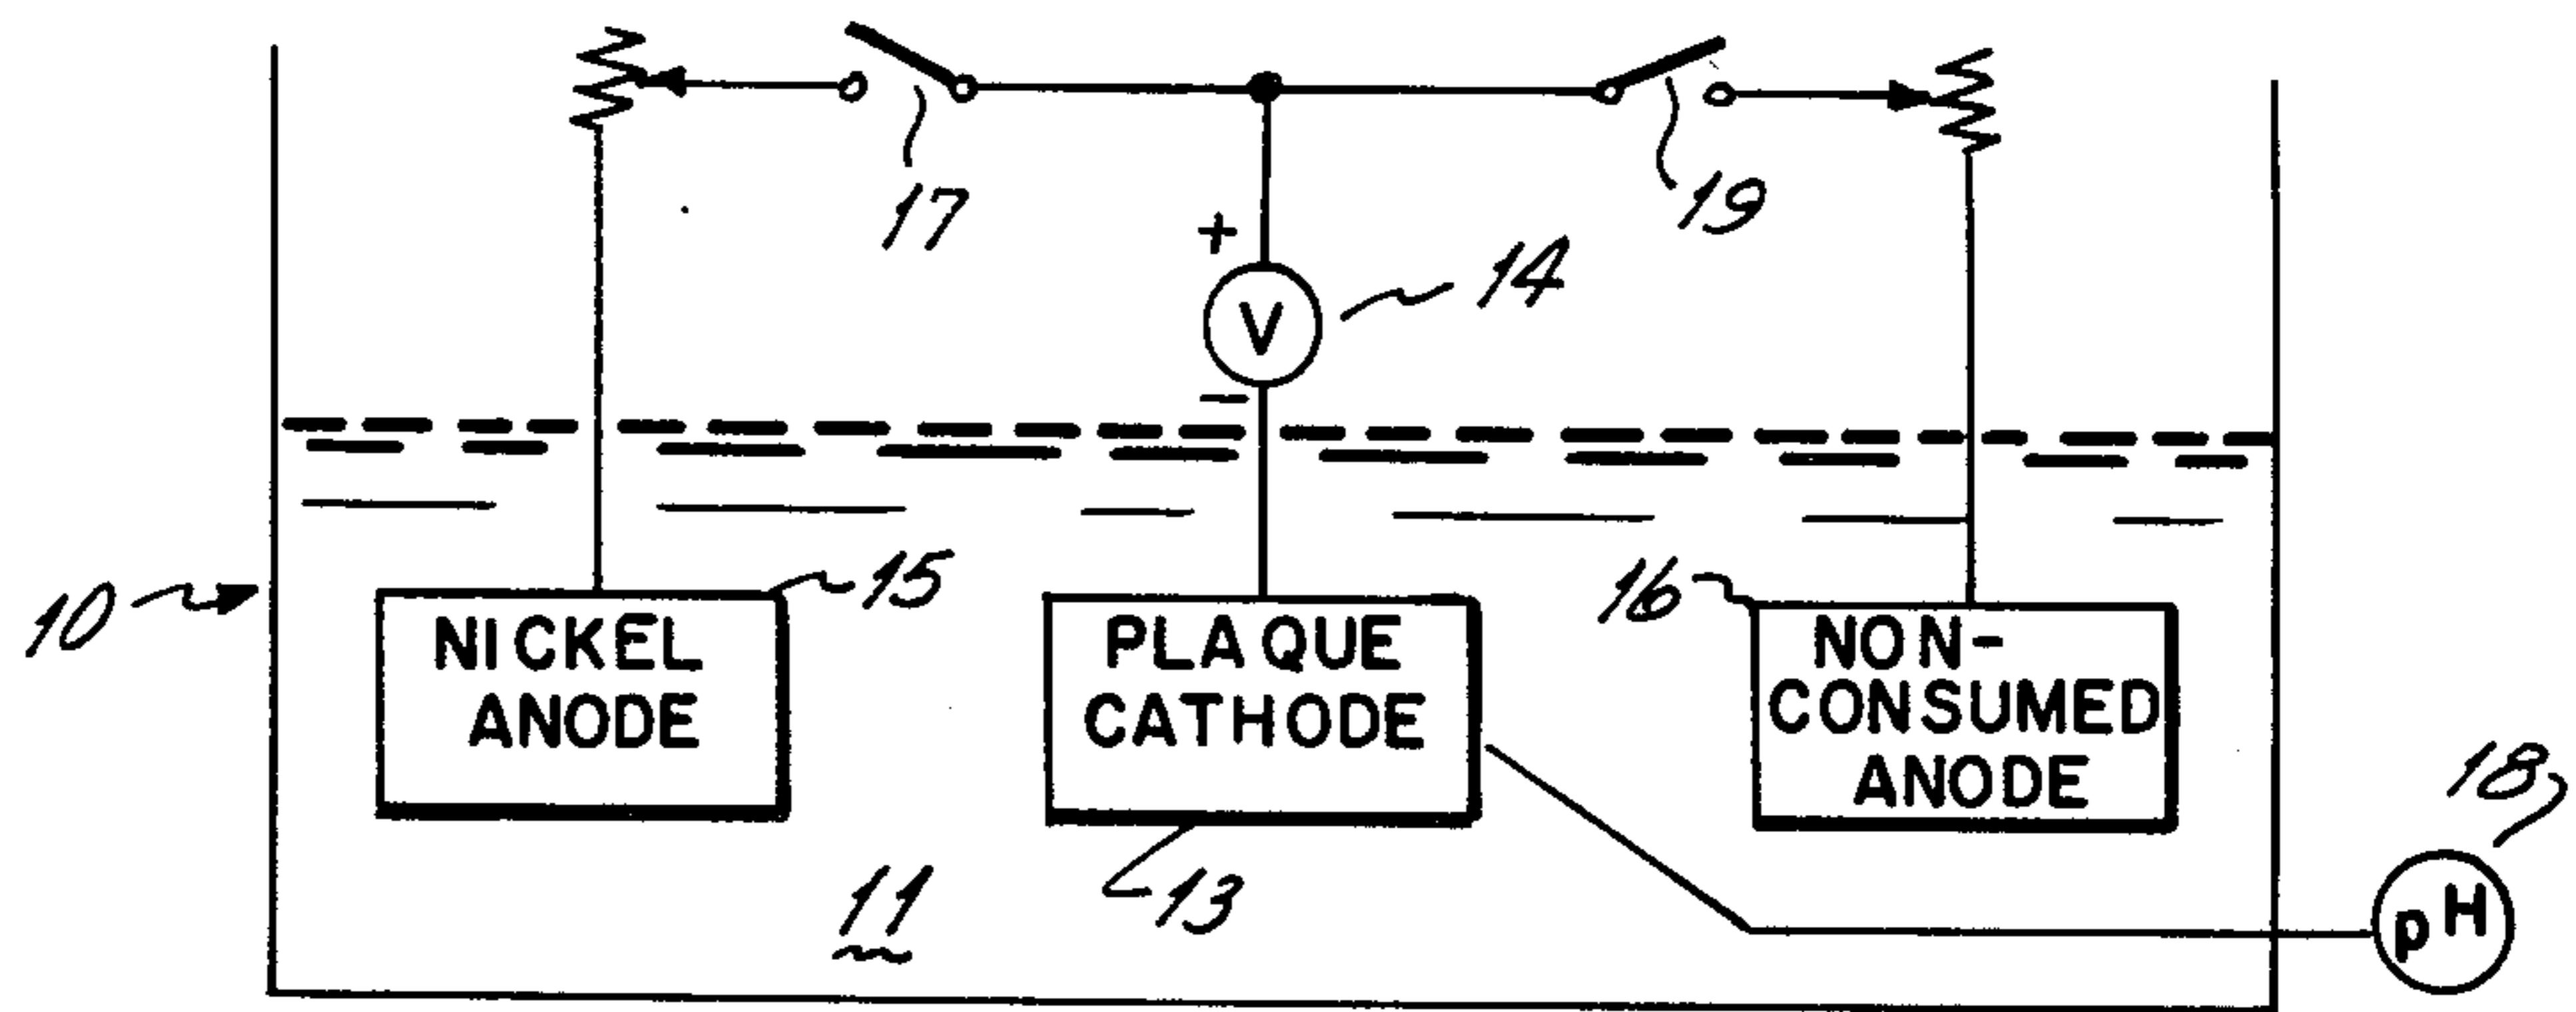 17
19
+
14
V
-
10
15
16
NICKEL
ANODE
PLAQUE
CATHODE
NON-
CONSUMED
ANODE
18
11
13
pH